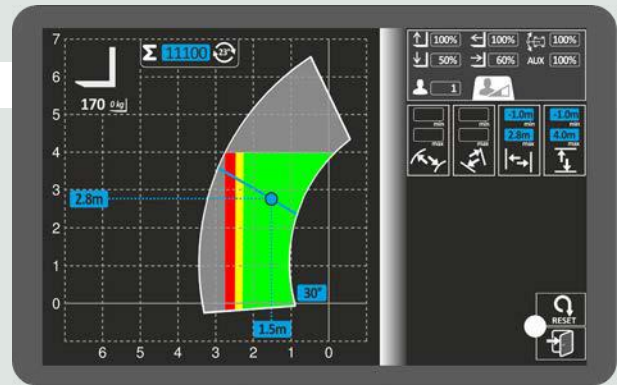 7
Σ 11100 23"
6
5
170 0 kg
4
3
2.8m
2
1
30°
0
1.5m
6 5 4 3 2 1 0
100% 100% 100%
50% 60% AUX 100%
1
-1.0m -1.0m
min min min min
2.8m 4.0m
max max max max
RESET